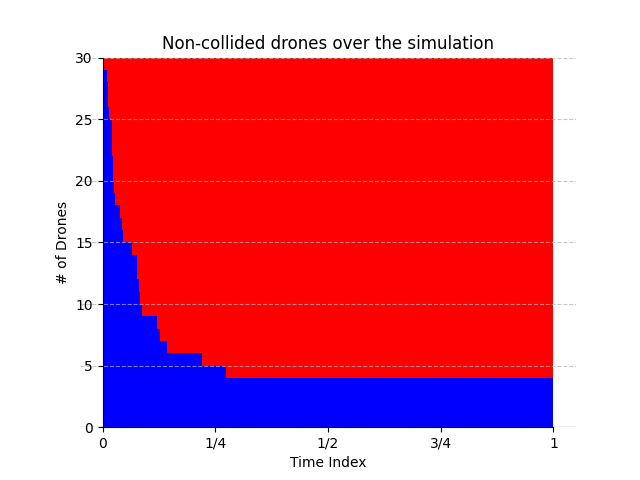 Non-collided drones over the simulation
30
25
20
15
10
5
0
# of Drones
0 1/4 1/2 3/4 1
Time Index